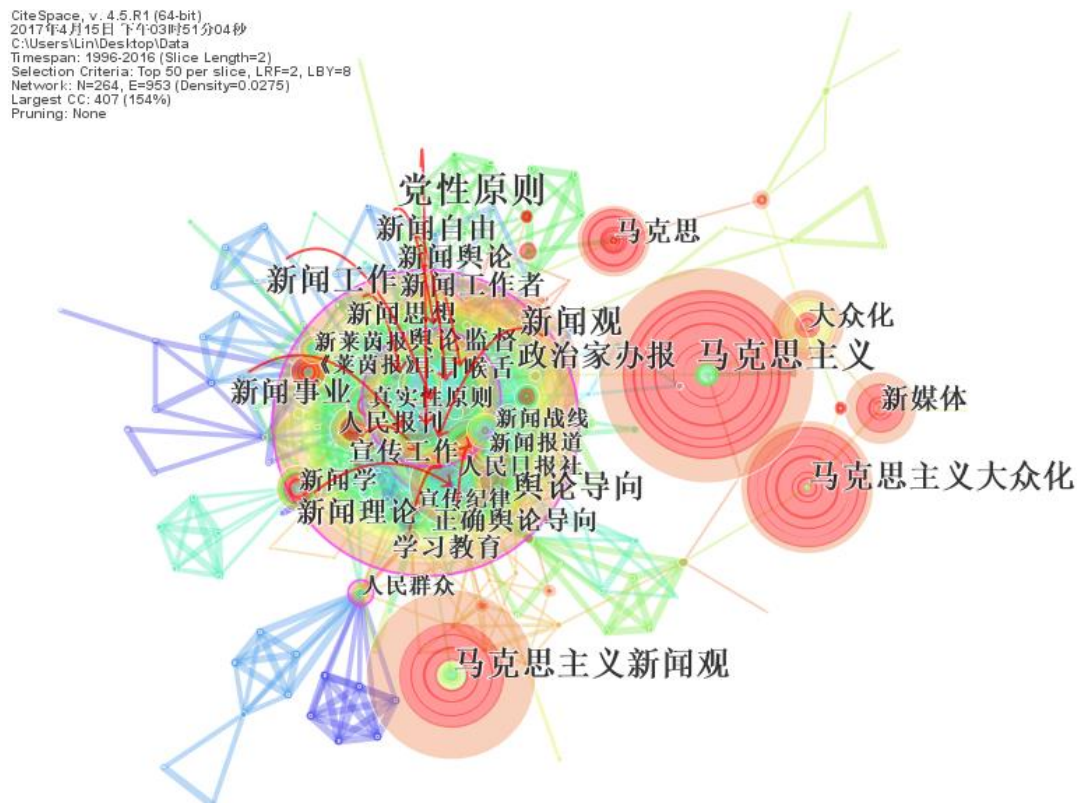 CiteSpace, v. 4.5.R1 (64-bit)
2017年4月15日 下午03时51分04秒
C:\Users\Lin\Desktop\Data
Timespan: 1996-2016 (Slice Length=2)
Selection Criteria: Top 50 per slice, LRF=2, LBY=8
Network: N=264, E=953 (Density=0.0275)
Largest CC: 407 (154%)
Pruning: None
党性原则
新闻自由
马克思
新闻舆论
新闻工作
新闻工作者
新闻思想
新闻观
大众化
新莱茵报
舆论监督
政治家办报
马克思主义
《莱茵报》
喉舌
新闻事业
真实性原则
新媒体
人民报刊
新闻战线
宣传工作
新闻报道
人民日报社
新闻学
马克思主义大众化
宣传纪律
舆论导向
新闻理论
正确舆论导向
学习教育
人民群众
马克思主义新闻观